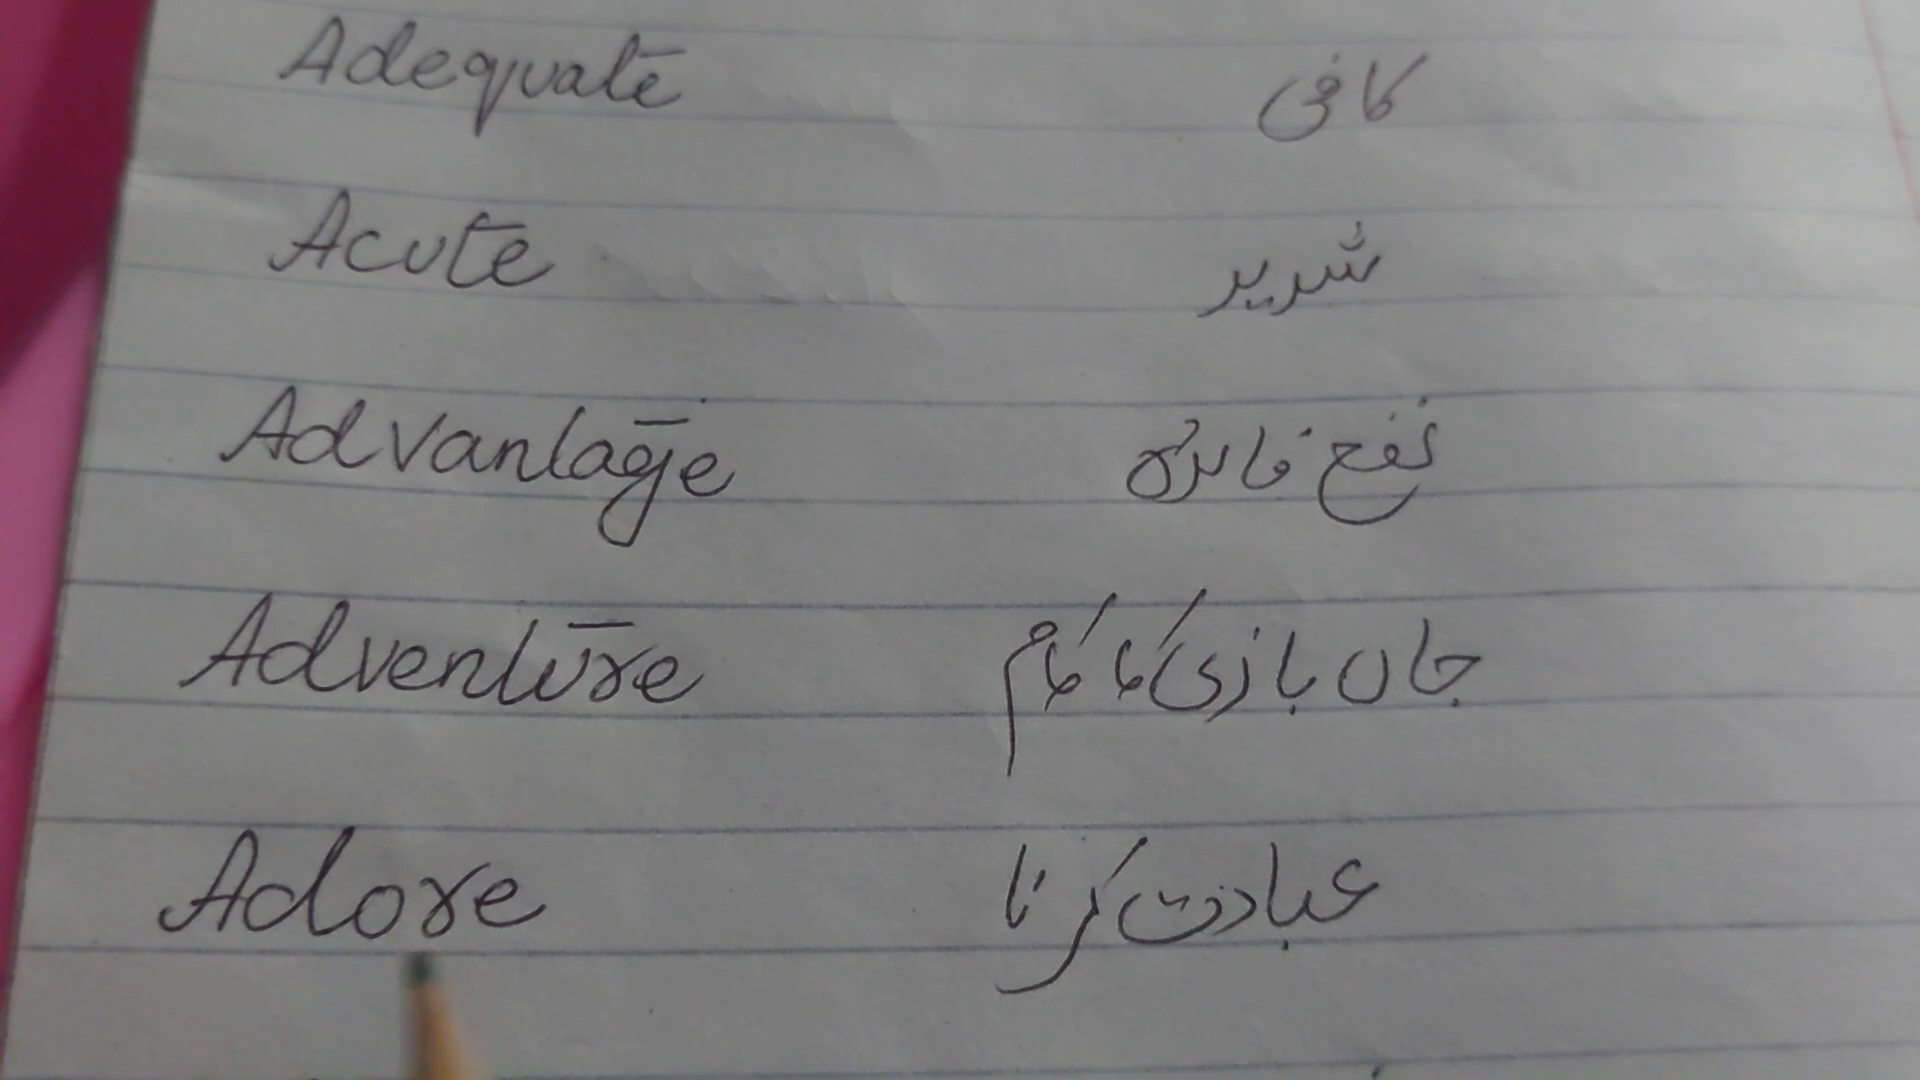 Adequate کافی
Acute شدید
Advantage نفع فائدہ
Adventure جان بازی کا کام
Adore عبادت کرنا